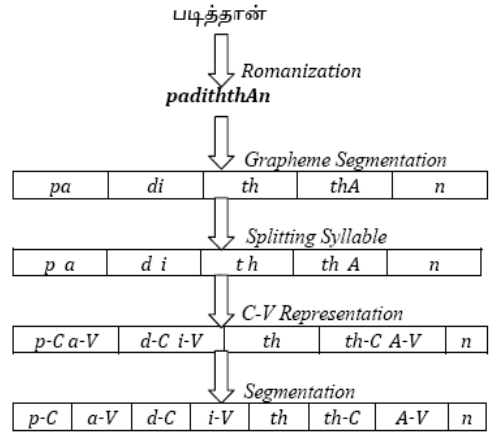 படித்தான்
Romanization
padiththAn
Grapheme Segmentation
pa di th thA n
Splitting Syllable
p a d i t h th A n
C-V Representation
p-C a-V d-C i-V th th-C A-V n
Segmentation
p-C a-V d-C i-V th th-C A-V n